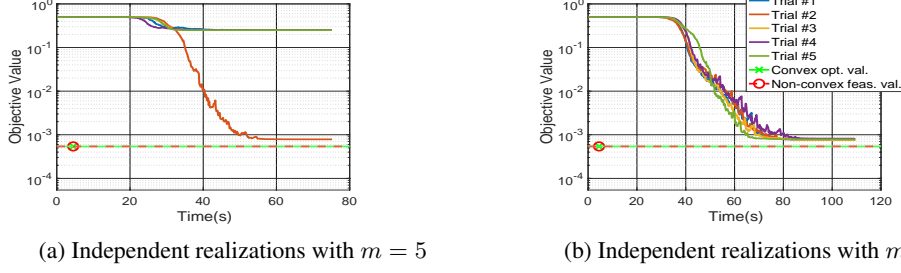 Objective Value
10⁰
10⁻¹
10⁻²
10⁻³
10⁻⁴
0 20 40 60 80
Time(s)
(a) Independent realizations with m = 5
Objective Value
10⁰
10⁻¹
10⁻²
10⁻³
10⁻⁴
0 20 40 60 80 100 120
Time(s)
Trial #1
Trial #2
Trial #3
Trial #4
Trial #5
Convex opt. val.
Non-convex feas. val.
(b) Independent realizations with m